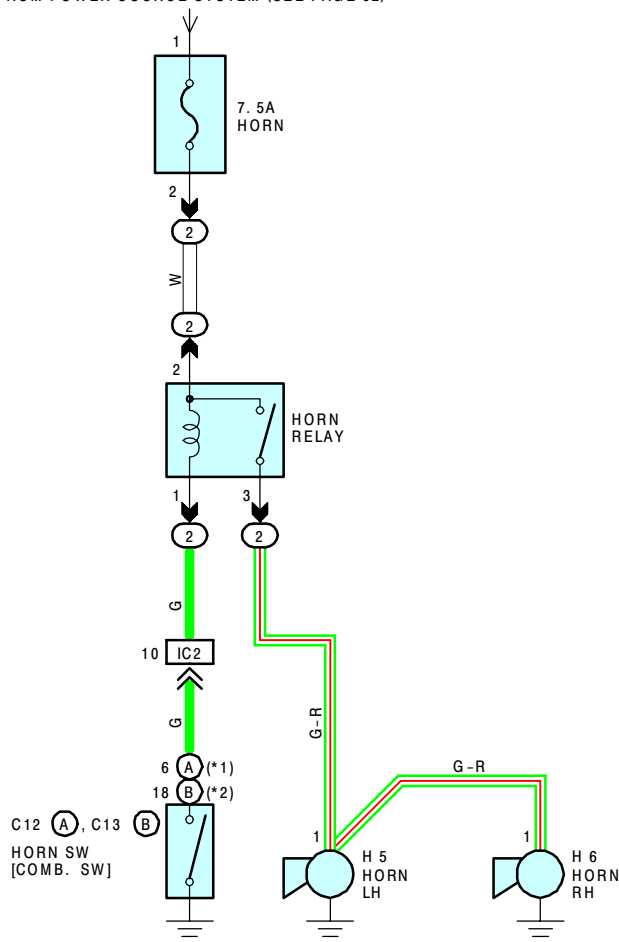 ROM POWER SOURCE SYSTEM (SEE PAGE 62)
1
7. 5A
HORN
2
2
W
2
2
HORN
RELAY
1
3
2
2
G
10
IC2
G
G-R
G-R
6 A (*1)
18 B (*2)
C12 A , C13 B
HORN SW
[COMB. SW]
1
H 5
HORN
LH
1
H 6
HORN
RH